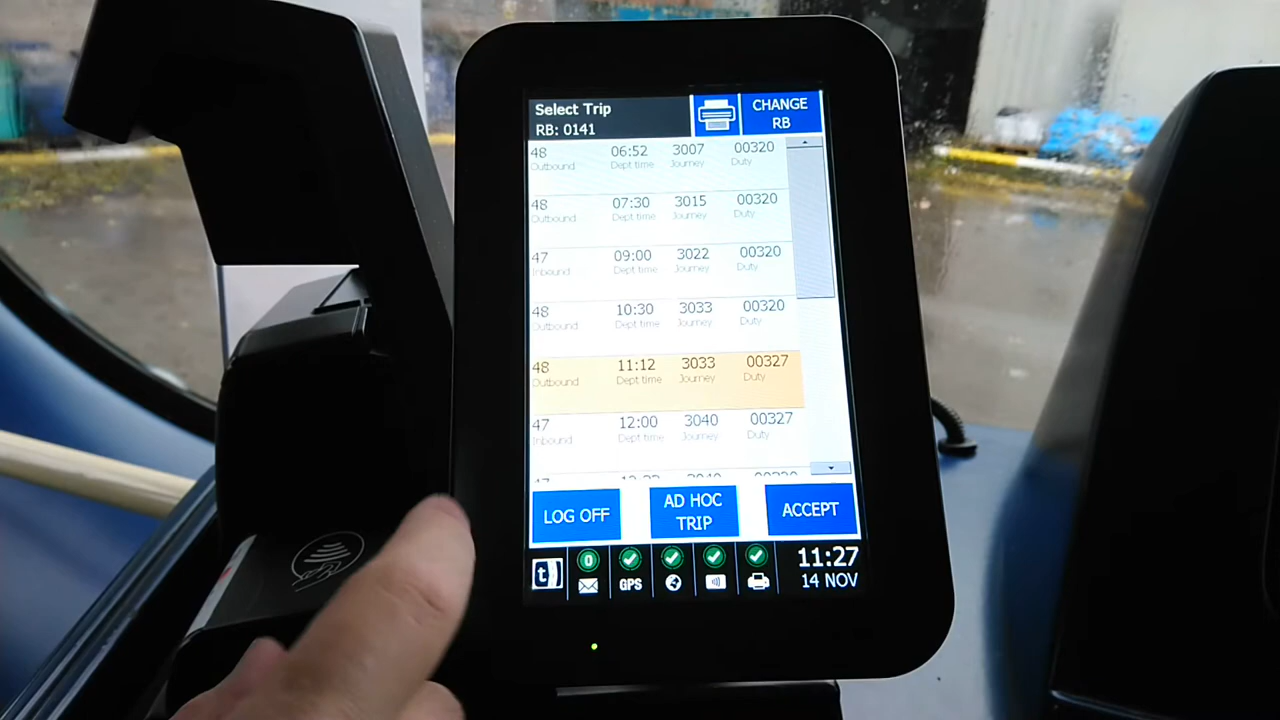 Select Trip
RB: 0141
CHANGE
RB
48 06:52 3007 00320
Outbound Dept time Journey Duty
48 07:30 3015 00320
Outbound Dept time Journey Duty
47 09:00 3022 00320
Inbound Dept time Journey Duty
48 10:30 3033 00320
Outbound Dept time Journey Duty
48 11:12 3033 00327
Outbound Dept time Journey Duty
47 12:00 3040 00327
Inbound Dept time Journey Duty
LOG OFF
AD HOC
TRIP
ACCEPT
0
GPS
t
11:27
14 NOV